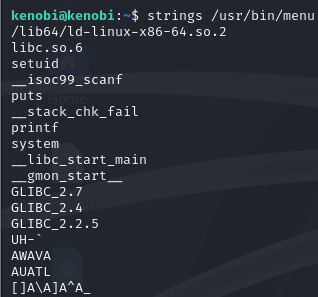 kenobi@kenobi:~$ strings /usr/bin/menu
/lib64/ld-linux-x86-64.so.2
libc.so.6
setuid
__isoc99_scanf
puts
__stack_chk_fail
printf
system
__libc_start_main
__gmon_start__
GLIBC_2.7
GLIBC_2.4
GLIBC_2.2.5
UH-`
AWAVA
AUATL
[]A\A]A^A_